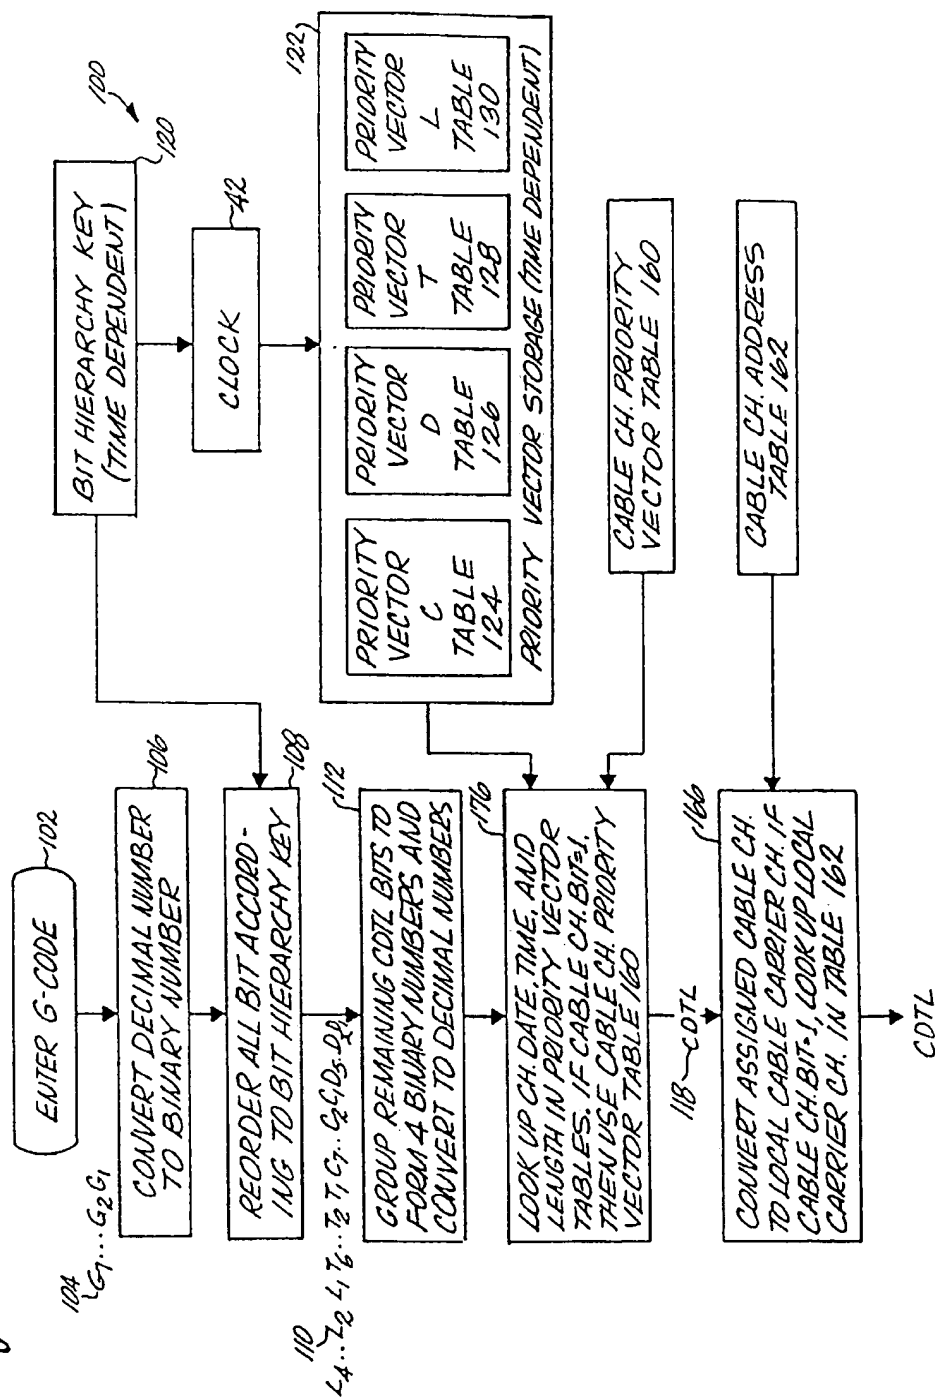 ENTER G-CODE
102
104
G7....G2 G1
CONVERT DECIMAL NUMBER
TO BINARY NUMBER
106
REORDER ALL BIT ACCORD-
ING TO BIT HIERARCHY KEY
108
110
L4..L2 L1 T6..T2 T1 C7..C2 C1 D5..D2 D1
GROUP REMAINING CDTL BITS TO
FORM 4 BINARY NUMBERS AND
CONVERT TO DECIMAL NUMBERS
112
LOOK UP CH. DATE, TIME, AND
LENGTH IN PRIORITY VECTOR
TABLES. IF CABLE CH. BIT=1,
THEN USE CABLE CH. PRIORITY
VECTOR TABLE 160
176
118
CDTL
CONVERT ASSIGNED CABLE CH.
TO LOCAL CABLE CARRIER CH. IF
CABLE CH. BIT=1, LOOK UP LOCAL
CARRIER CH. IN TABLE 162
166
CDTL
100
BIT HIERARCHY KEY
(TIME DEPENDENT)
120
CLOCK
42
122
PRIORITY
VECTOR
C
TABLE
124
PRIORITY
VECTOR
D
TABLE
126
PRIORITY
VECTOR
T
TABLE
128
PRIORITY
VECTOR
L
TABLE
130
PRIORITY VECTOR STORAGE (TIME DEPENDENT)
CABLE CH. PRIORITY
VECTOR TABLE 160
CABLE CH. ADDRESS
TABLE 162